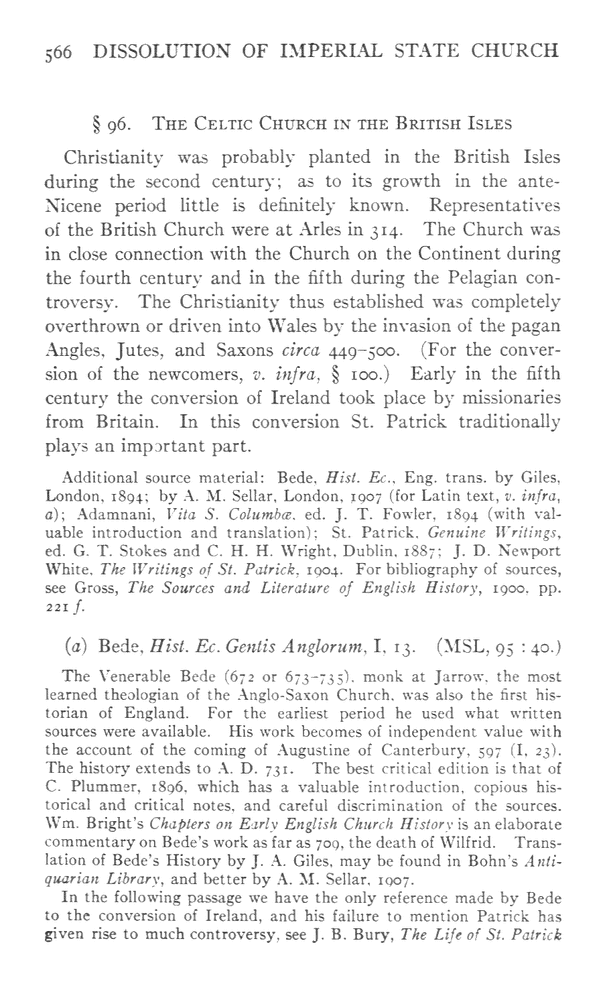 566 DISSOLUTION OF IMPERIAL STATE CHURCH
§ 96. THE CELTIC CHURCH IN THE BRITISH ISLES
Christianity was probably planted in the British Isles
during the second century; as to its growth in the ante-
Nicene period little is definitely known. Representatives
of the British Church were at Arles in 314. The Church was
in close connection with the Church on the Continent during
the fourth century and in the fifth during the Pelagian con-
troversy. The Christianity thus established was completely
overthrown or driven into Wales by the invasion of the pagan
Angles, Jutes, and Saxons circa 449–500. (For the conver-
sion of the newcomers, v. infra, § 100.) Early in the fifth
century the conversion of Ireland took place by missionaries
from Britain. In this conversion St. Patrick traditionally
plays an important part.
Additional source material: Bede, Hist. Ec., Eng. trans. by Giles,
London, 1894; by A. M. Sellar, London, 1907 (for Latin text, v. infra,
a); Adamnani, Vita S. Columbæ, ed. J. T. Fowler, 1894 (with val-
uable introduction and translation); St. Patrick, Genuine Writings,
ed. G. T. Stokes and C. H. H. Wright, Dublin, 1887; J. D. Newport
White, The Writings of St. Patrick, 1904. For bibliography of sources,
see Gross, The Sources and Literature of English History, 1900, pp.
221 f.
(a) Bede, Hist. Ec. Gentis Anglorum, I, 13. (MSL, 95 : 40.)
The Venerable Bede (672 or 673–735), monk at Jarrow, the most
learned theologian of the Anglo-Saxon Church, was also the first his-
torian of England. For the earliest period he used what written
sources were available. His work becomes of independent value with
the account of the coming of Augustine of Canterbury, 597 (I, 23).
The history extends to A. D. 731. The best critical edition is that of
C. Plummer, 1896, which has a valuable introduction, copious his-
torical and critical notes, and careful discrimination of the sources.
Wm. Bright's Chapters on Early English Church History is an elaborate
commentary on Bede's work as far as 709, the death of Wilfrid. Trans-
lation of Bede's History by J. A. Giles, may be found in Bohn's Anti-
quarian Library, and better by A. M. Sellar, 1907.
In the following passage we have the only reference made by Bede
to the conversion of Ireland, and his failure to mention Patrick has
given rise to much controversy, see J. B. Bury, The Life of St. Patrick